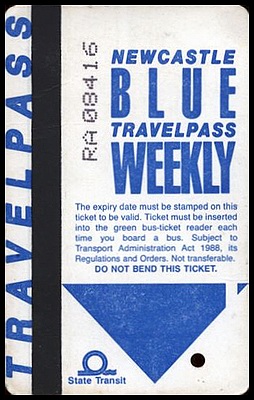 TRAVELPASS
RA 08416
NEWCASTLE
BLUE
TRAVELPASS
WEEKLY
The expiry date must be stamped on this
ticket to be valid. Ticket must be inserted
into the green bus-ticket reader each
time you board a bus. Subject to
Transport Administration Act 1988, its
Regulations and Orders. Not transferable.
DO NOT BEND THIS TICKET.
State Transit